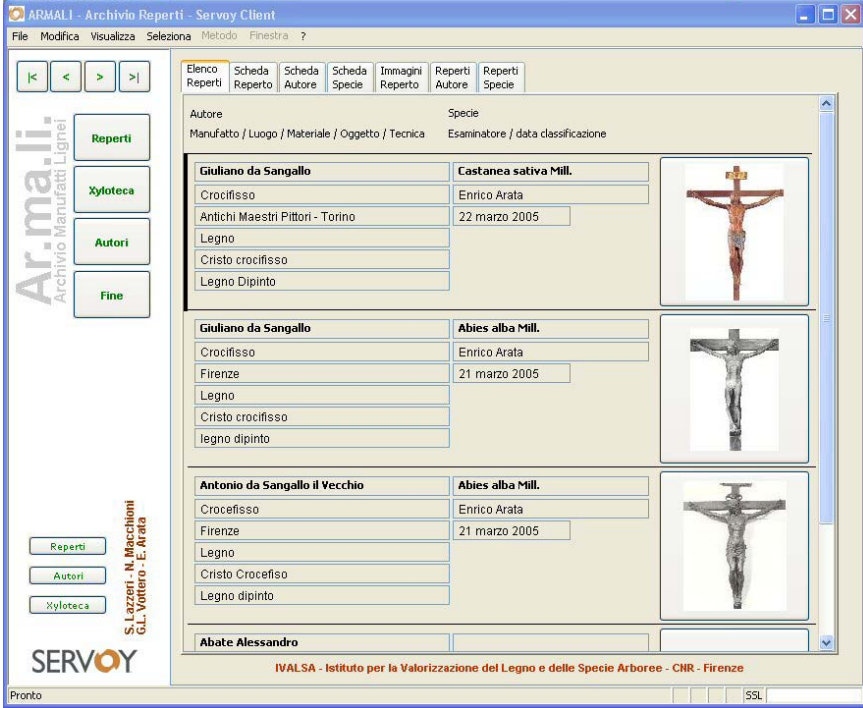 ARMALI - Archivio Reperti - Servoy Client
File Modifica Visualizza Seleziona Metodo Finestra ?
|< < > >|
Ar.ma.li.
Archivio Manufatti Lignei
Reperti
Xyloteca
Autori
Fine
Reperti
Autori
Xyloteca
S. Lazzeri - N. Macchioni
G.L. Vottero - E. Arata
SERVOY
Elenco Reperti
Scheda Reperto
Scheda Autore
Scheda Specie
Immagini Reperto
Reperti Autore
Reperti Specie
Autore Specie
Manufatto / Luogo / Materiale / Oggetto / Tecnica Esaminatore / data classificazione
Giuliano da Sangallo Castanea sativa Mill.
Crocifisso Enrico Arata
Antichi Maestri Pittori - Torino 22 marzo 2005
Legno
Cristo crocifisso
Legno Dipinto
Giuliano da Sangallo Abies alba Mill.
Crocifisso Enrico Arata
Firenze 21 marzo 2005
Legno
Cristo crocifisso
legno dipinto
Antonio da Sangallo il Vecchio Abies alba Mill.
Crocefisso Enrico Arata
Firenze 21 marzo 2005
Legno
Cristo Crocefiso
Legno dipinto
Abate Alessandro
IVALSA - Istituto per la Valorizzazione del Legno e delle Specie Arboree - CNR - Firenze
Pronto SSL